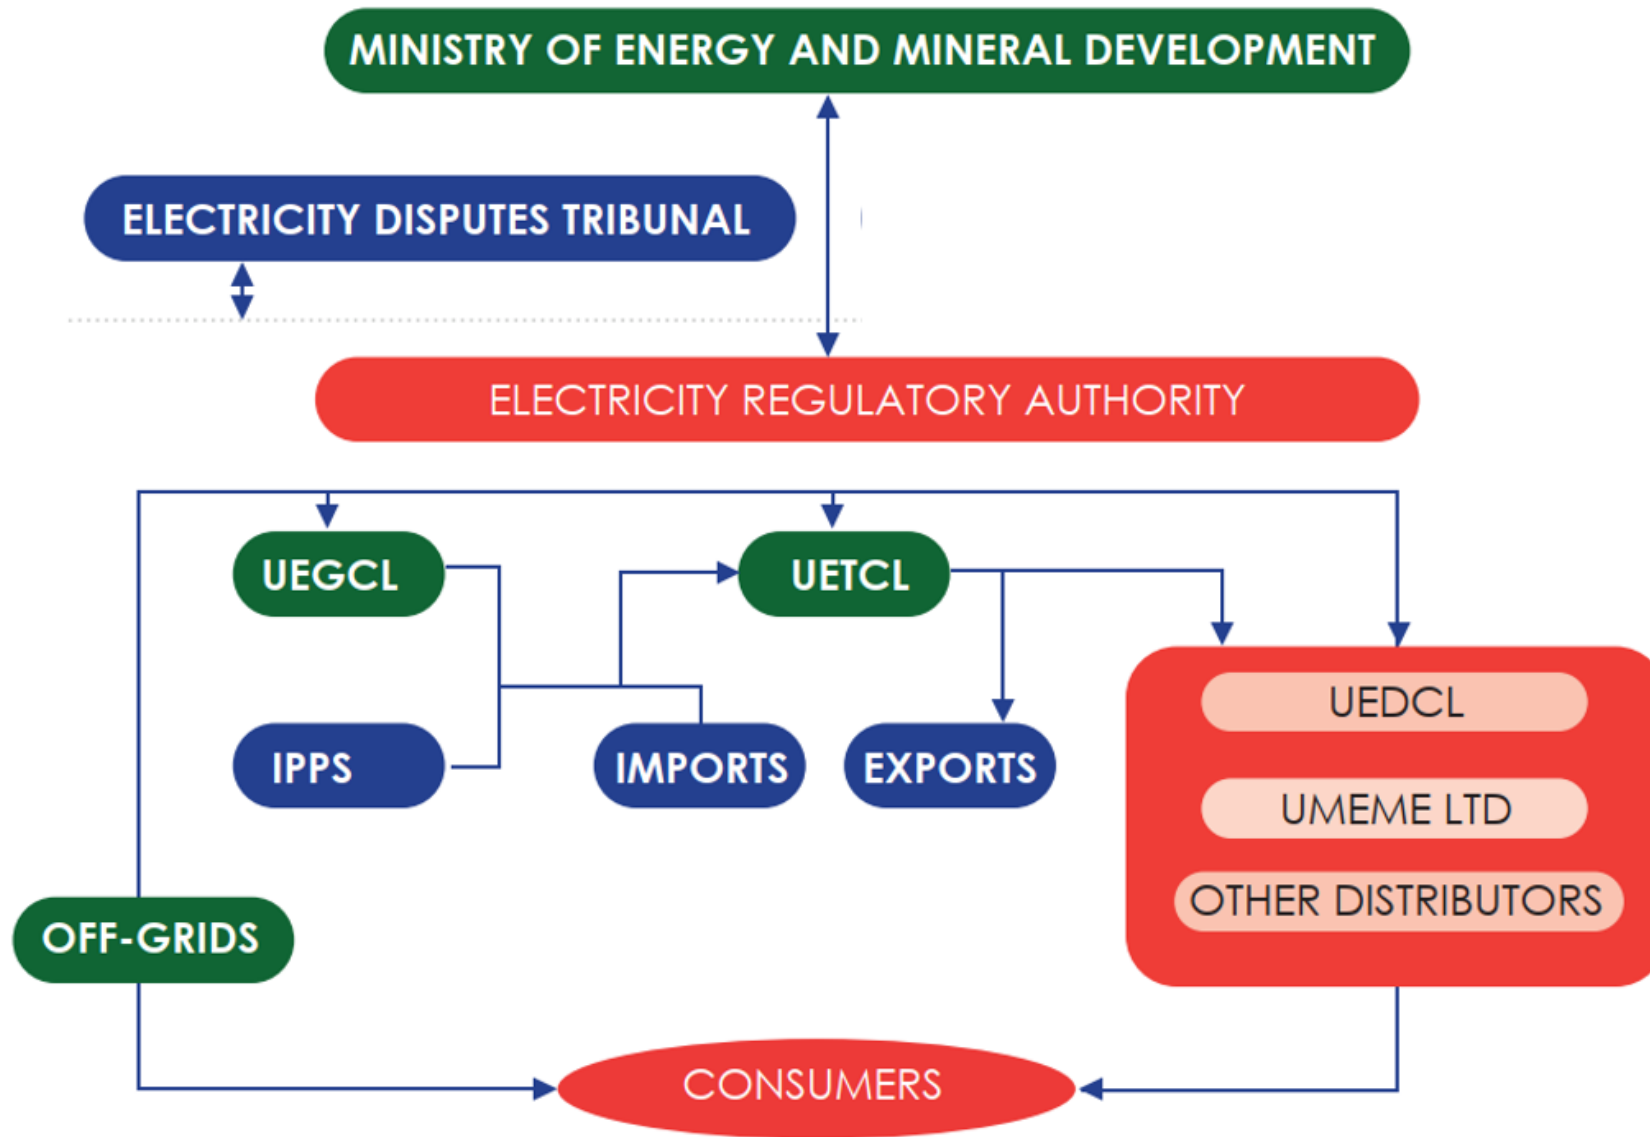 MINISTRY OF ENERGY AND MINERAL DEVELOPMENT
ELECTRICITY DISPUTES TRIBUNAL
ELECTRICITY REGULATORY AUTHORITY
UEGCL
UETCL
UEDCL
IPPS
IMPORTS
EXPORTS
UMEME LTD
OTHER DISTRIBUTORS
OFF-GRIDS
CONSUMERS